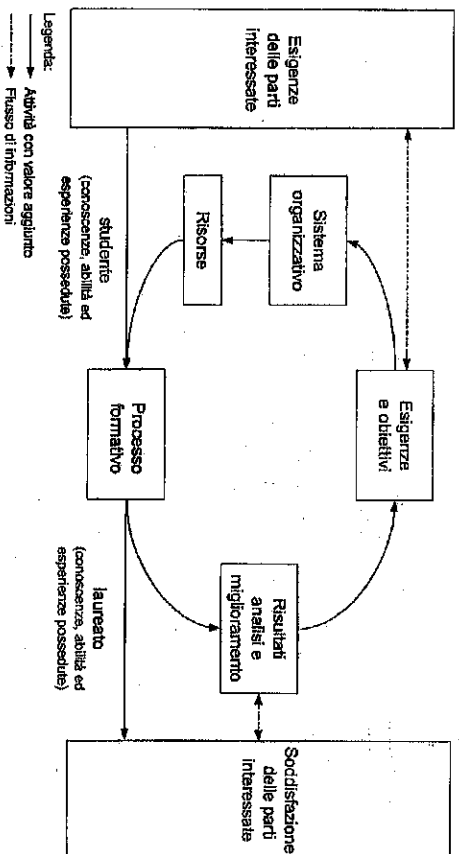 Esigenze
delle parti
interessate
Esigenze
e obiettivi
Sistema
organizzativo
Risorse
Risultati
analisi e
miglioramento
Soddisfazione
delle parti
interessate
studente
(conoscenze, abilità ed
esperienze possedute)
Processo
formativo
laureato
(conoscenze, abilità ed
esperienze possedute)
Legenda:
Attività con valore aggiunto
Flusso di informazioni